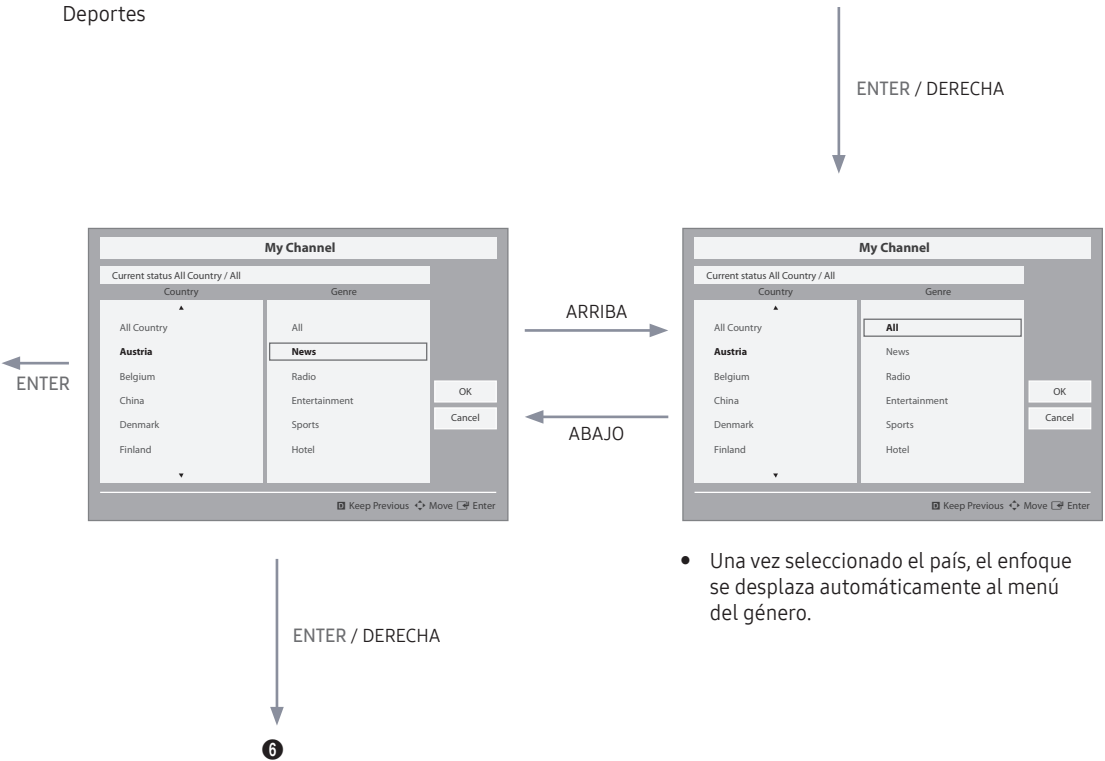 Deportes
ENTER / DERECHA
My Channel
Current status All Country / All
Country
Genre
All Country
All
Austria
News
Belgium
Radio
China
Entertainment
Denmark
Sports
Finland
Hotel
OK
Cancel
D Keep Previous Move Enter
ENTER
ARRIBA
ABAJO
My Channel
Current status All Country / All
Country
Genre
All Country
All
Austria
News
Belgium
Radio
China
Entertainment
Denmark
Sports
Finland
Hotel
OK
Cancel
D Keep Previous Move Enter
• Una vez seleccionado el país, el enfoque
se desplaza automáticamente al menú
del género.
ENTER / DERECHA
❻